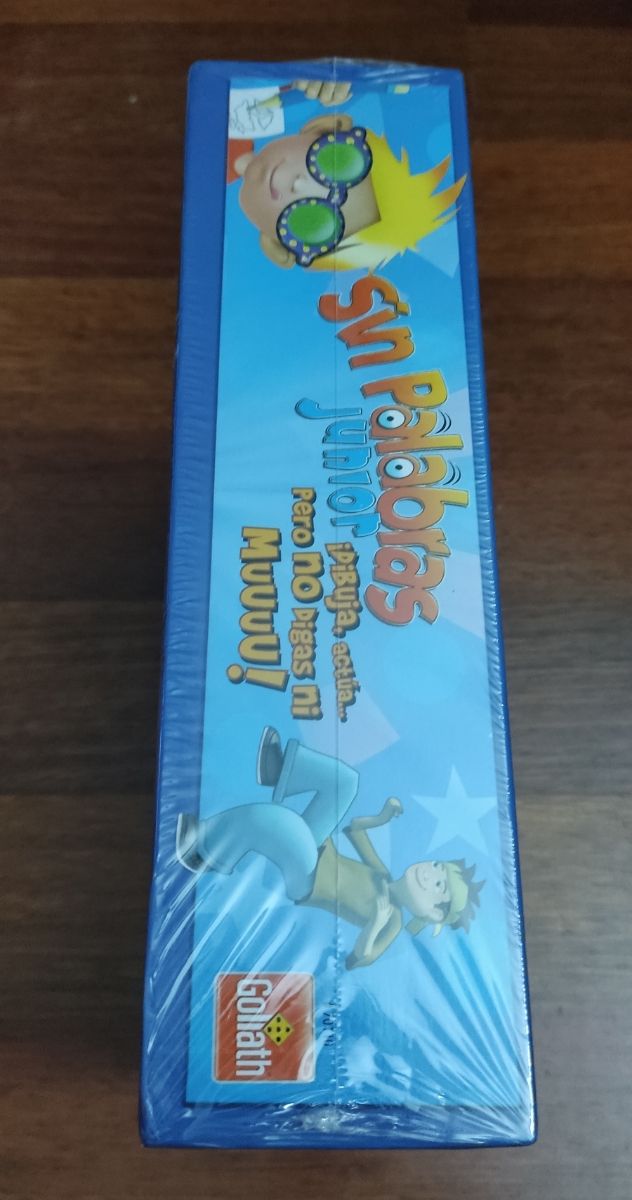 Sin Palabras
Junior
¡Dibuja, actúa...
Pero no Digas ni
Muuuu!
Goliath